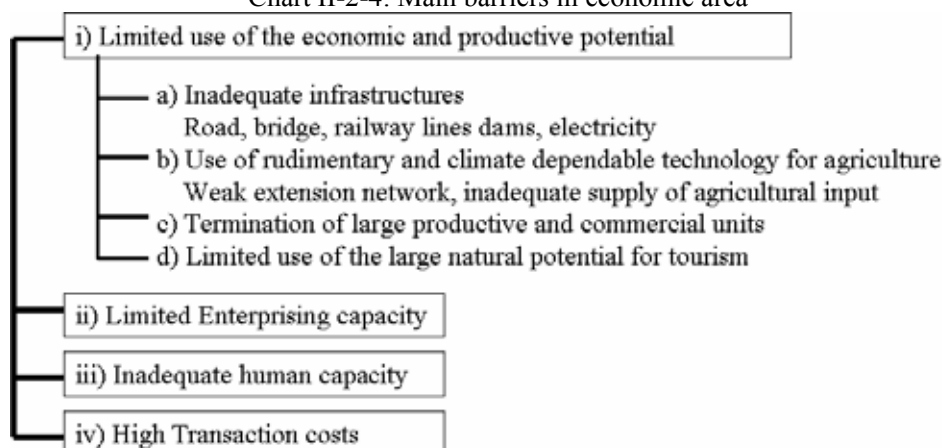 Chart II-2-4: Main barriers in economic area
i) Limited use of the economic and productive potential
a) Inadequate infrastructures
Road, bridge, railway lines dams, electricity
b) Use of rudimentary and climate dependable technology for agriculture
Weak extension network, inadequate supply of agricultural input
c) Termination of large productive and commercial units
d) Limited use of the large natural potential for tourism
ii) Limited Enterprising capacity
iii) Inadequate human capacity
iv) High Transaction costs